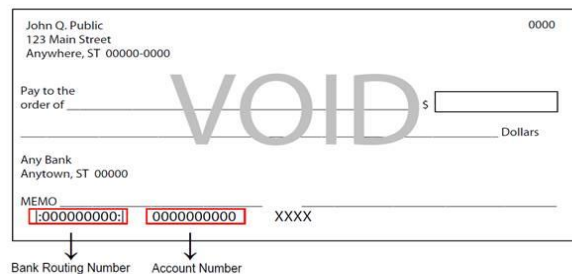 John Q. Public 0000
123 Main Street
Anywhere, ST 00000-0000
VOID
Pay to the
order of $
Dollars
Any Bank
Anytown, ST 00000
MEMO
|:000000000:| 0000000000 XXXX
Bank Routing Number Account Number